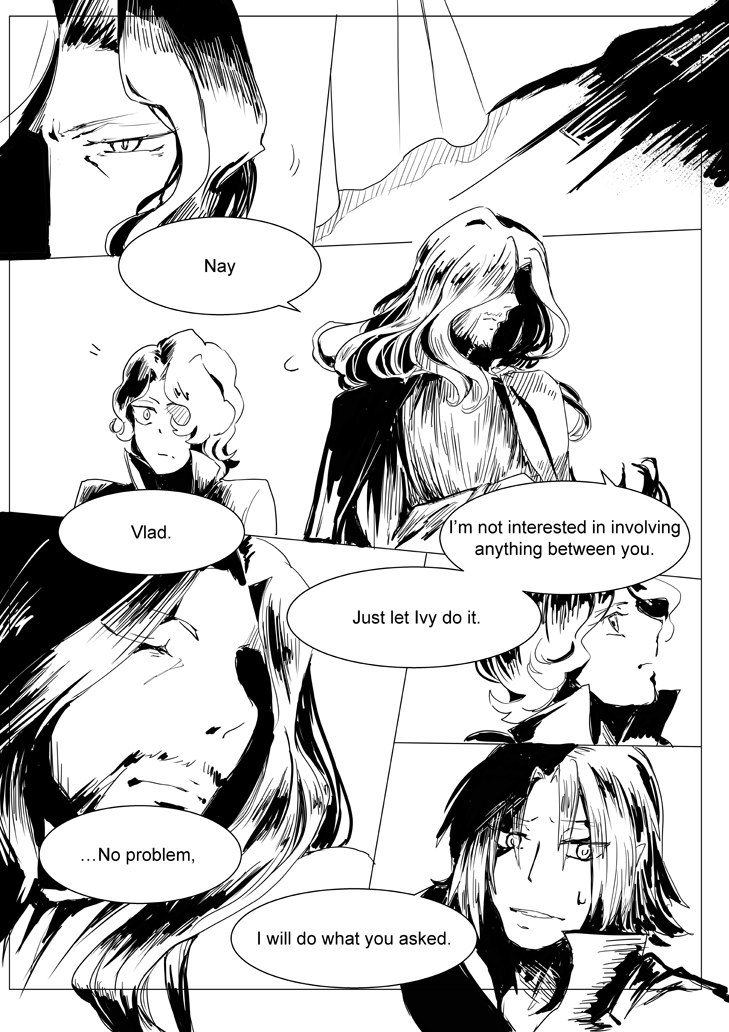 Nay
Vlad.
I'm not interested in involving
anything between you.
Just let Ivy do it.
...No problem,
I will do what you asked.